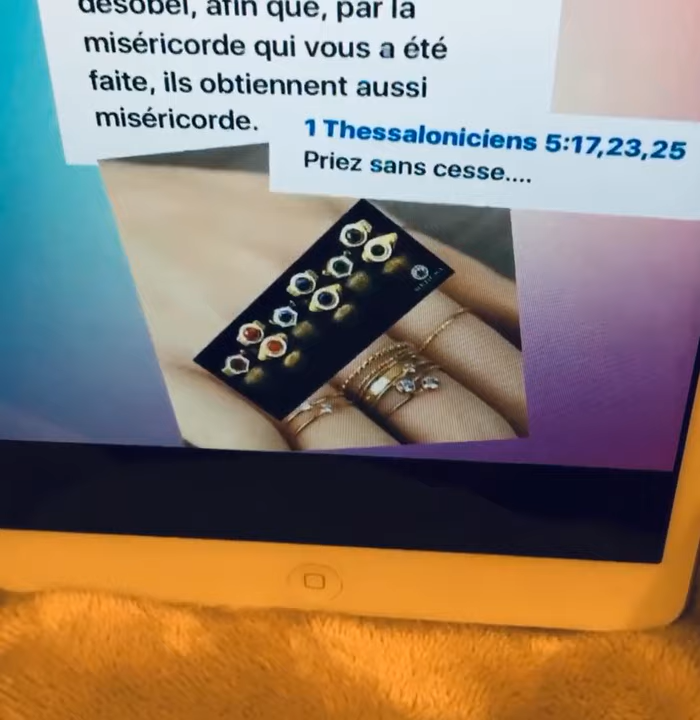 désobéi, afin que, par la
miséricorde qui vous a été
faite, ils obtiennent aussi
miséricorde.
1 Thessaloniciens 5:17,23,25
Priez sans cesse....